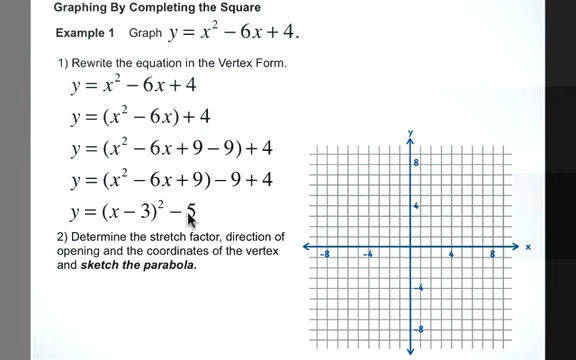 Graphing By Completing the Square
Example 1 Graph y = x² − 6x + 4.
1) Rewrite the equation in the Vertex Form.
y = x² − 6x + 4
y = (x² − 6x) + 4
y = (x² − 6x + 9 − 9) + 4
y = (x² − 6x + 9) − 9 + 4
y = (x − 3)² − 5
2) Determine the stretch factor, direction of
opening and the coordinates of the vertex
and sketch the parabola.
y
8
4
-8 -4 4 8 x
-4
-8